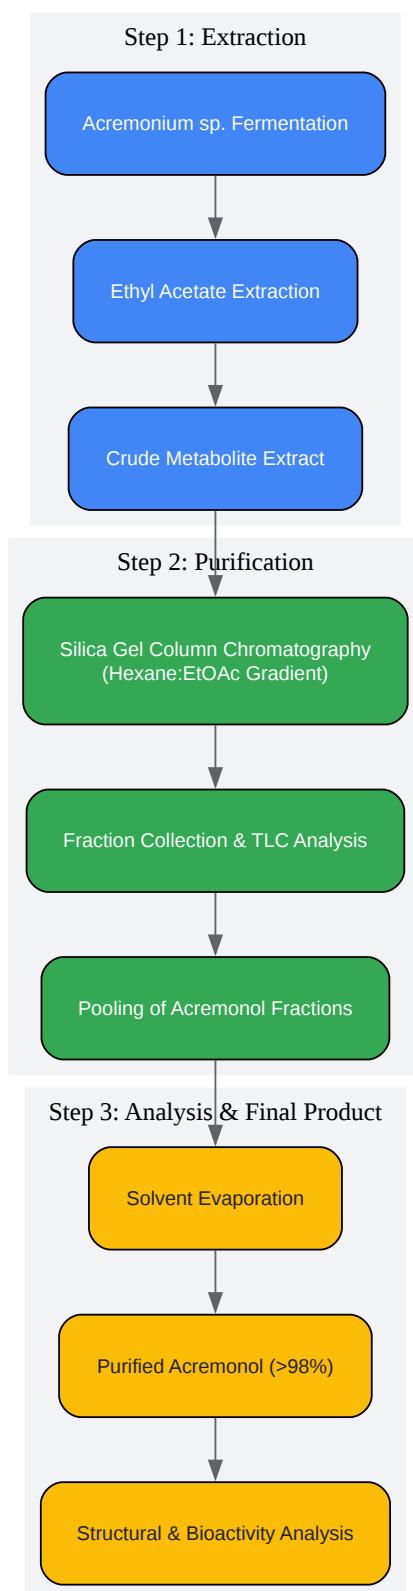 Step 1: Extraction
Acremonium sp. Fermentation
Ethyl Acetate Extraction
Crude Metabolite Extract
Step 2: Purification
Silica Gel Column Chromatography
(Hexane:EtOAc Gradient)
Fraction Collection & TLC Analysis
Pooling of Acremonol Fractions
Step 3: Analysis & Final Product
Solvent Evaporation
Purified Acremonol (>98%)
Structural & Bioactivity Analysis